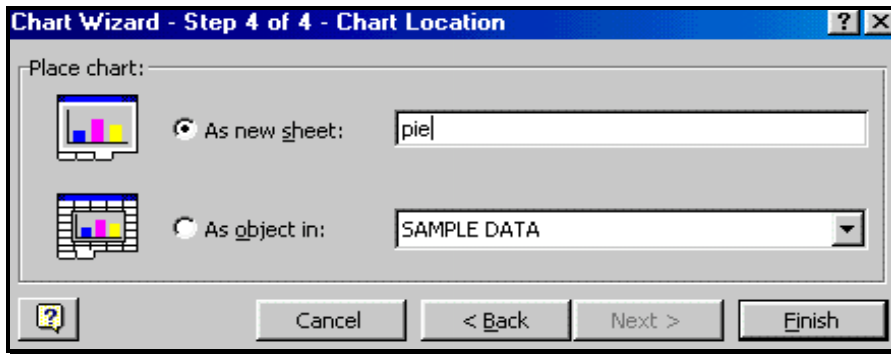 Chart Wizard - Step 4 of 4 - Chart Location ? X
Place chart:
As new sheet: pie
As object in: SAMPLE DATA
? Cancel < Back Next > Finish